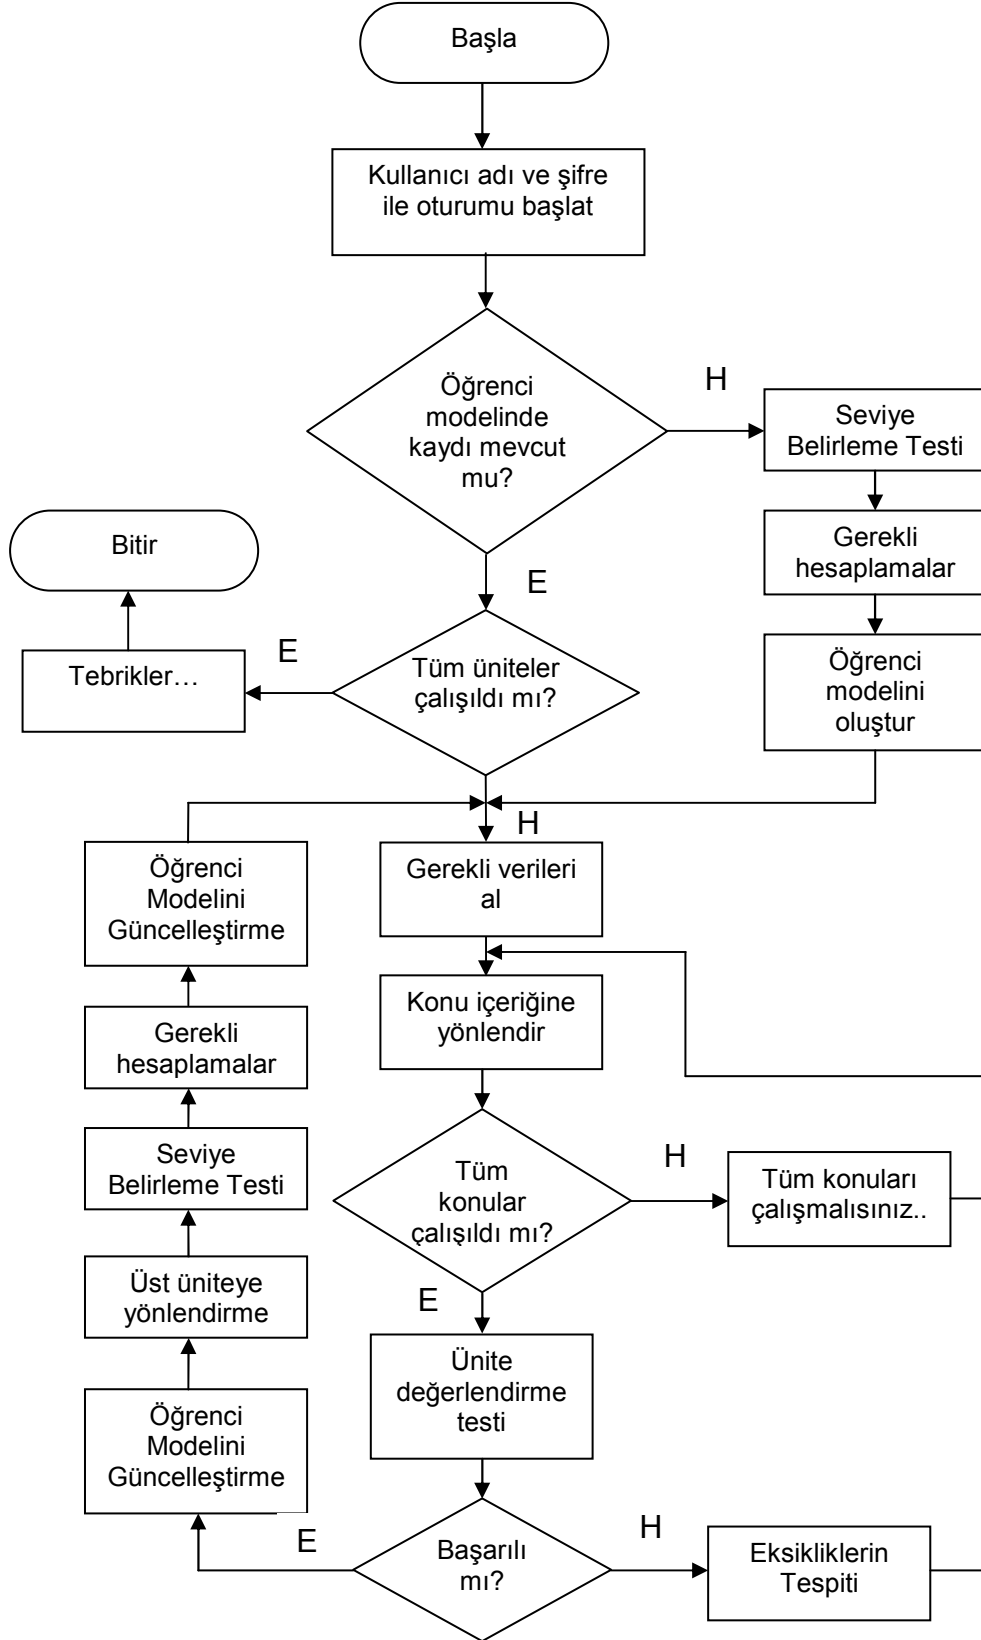 Başla
Kullanıcı adı ve şifre
ile oturumu başlat
Öğrenci
modelinde
kaydı mevcut
mu?
H
Seviye
Belirleme Testi
Gerekli
hesaplamalar
Öğrenci
modelini
oluştur
E
Tüm üniteler
çalışıldı mı?
E
Tebrikler…
Bitir
H
Gerekli verileri
al
Konu içeriğine
yönlendir
Tüm
konular
çalışıldı mı?
H
Tüm konuları
çalışmalısınız..
E
Ünite
değerlendirme
testi
Başarılı
mı?
H
Eksikliklerin
Tespiti
E
Öğrenci
Modelini
Güncelleştirme
Üst üniteye
yönlendirme
Seviye
Belirleme Testi
Gerekli
hesaplamalar
Öğrenci
Modelini
Güncelleştirme